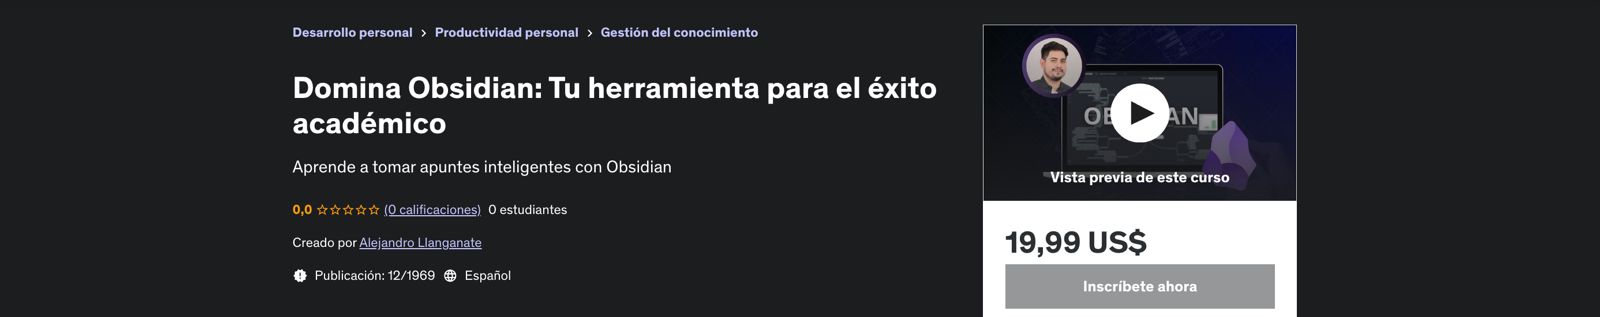 Desarrollo personal > Productividad personal > Gestión del conocimiento
Domina Obsidian: Tu herramienta para el éxito
académico
Aprende a tomar apuntes inteligentes con Obsidian
0,0 (0 calificaciones) 0 estudiantes
Creado por Alejandro Llanganate
Publicación: 12/1969 Español
Vista previa de este curso
19,99 US$
Inscríbete ahora